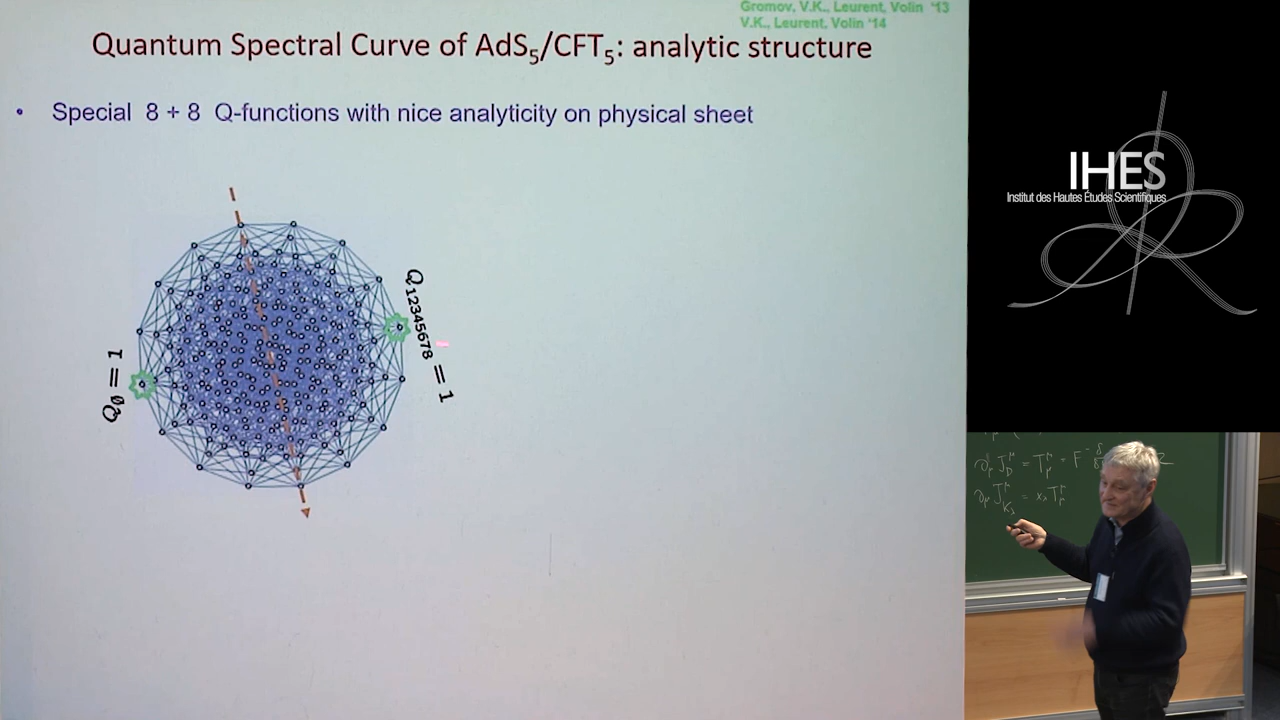 Gromov, V.K., Leurent, Volin ‘13
V.K., Leurent, Volin ‘14
Quantum Spectral Curve of AdS₅/CFT₅: analytic structure
• Special 8 + 8 Q-functions with nice analyticity on physical sheet
Q₁₂₃₄₅₆₇₈ = 1
Q∅ = 1
IHES
Institut des Hautes Études Scientifiques